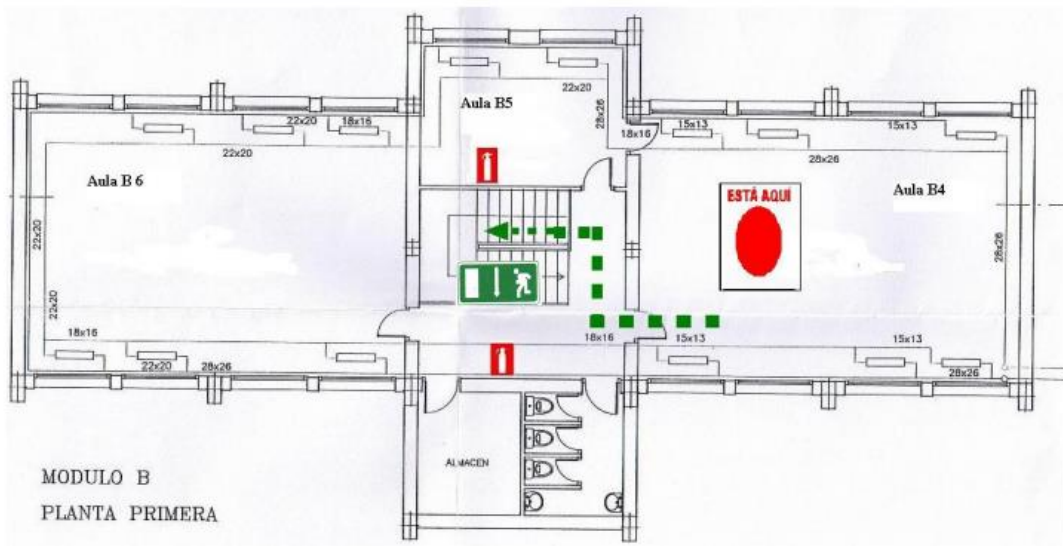 22x20
Aula B5
28x26
22x20
18x16
18x16
15x13
15x13
22x20
28x26
Aula B 6
Aula B4
ESTÁ AQUÍ
22x20
28x26
22x20
18x16
18x16
15x13
15x13
22x20
28x26
28x26
ALMACEN
MODULO B
PLANTA PRIMERA